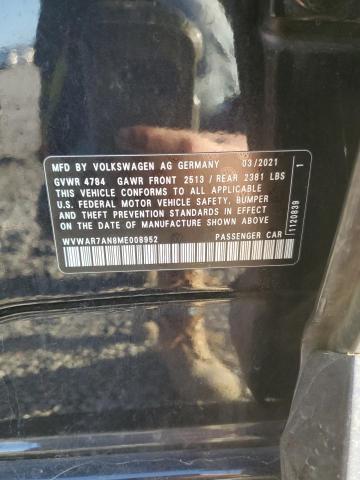 MFD BY VOLKSWAGEN AG GERMANY 03/2021
GVWR 4784 GAWR FRONT 2513 / REAR 2381 LBS
THIS VEHICLE CONFORMS TO ALL APPLICABLE
U.S. FEDERAL MOTOR VEHICLE SAFETY, BUMPER
AND THEFT PREVENTION STANDARDS IN EFFECT
ON THE DATE OF MANUFACTURE SHOWN ABOVE
WVWAR7AN8ME006952 PASSENGER CAR
1120839 1